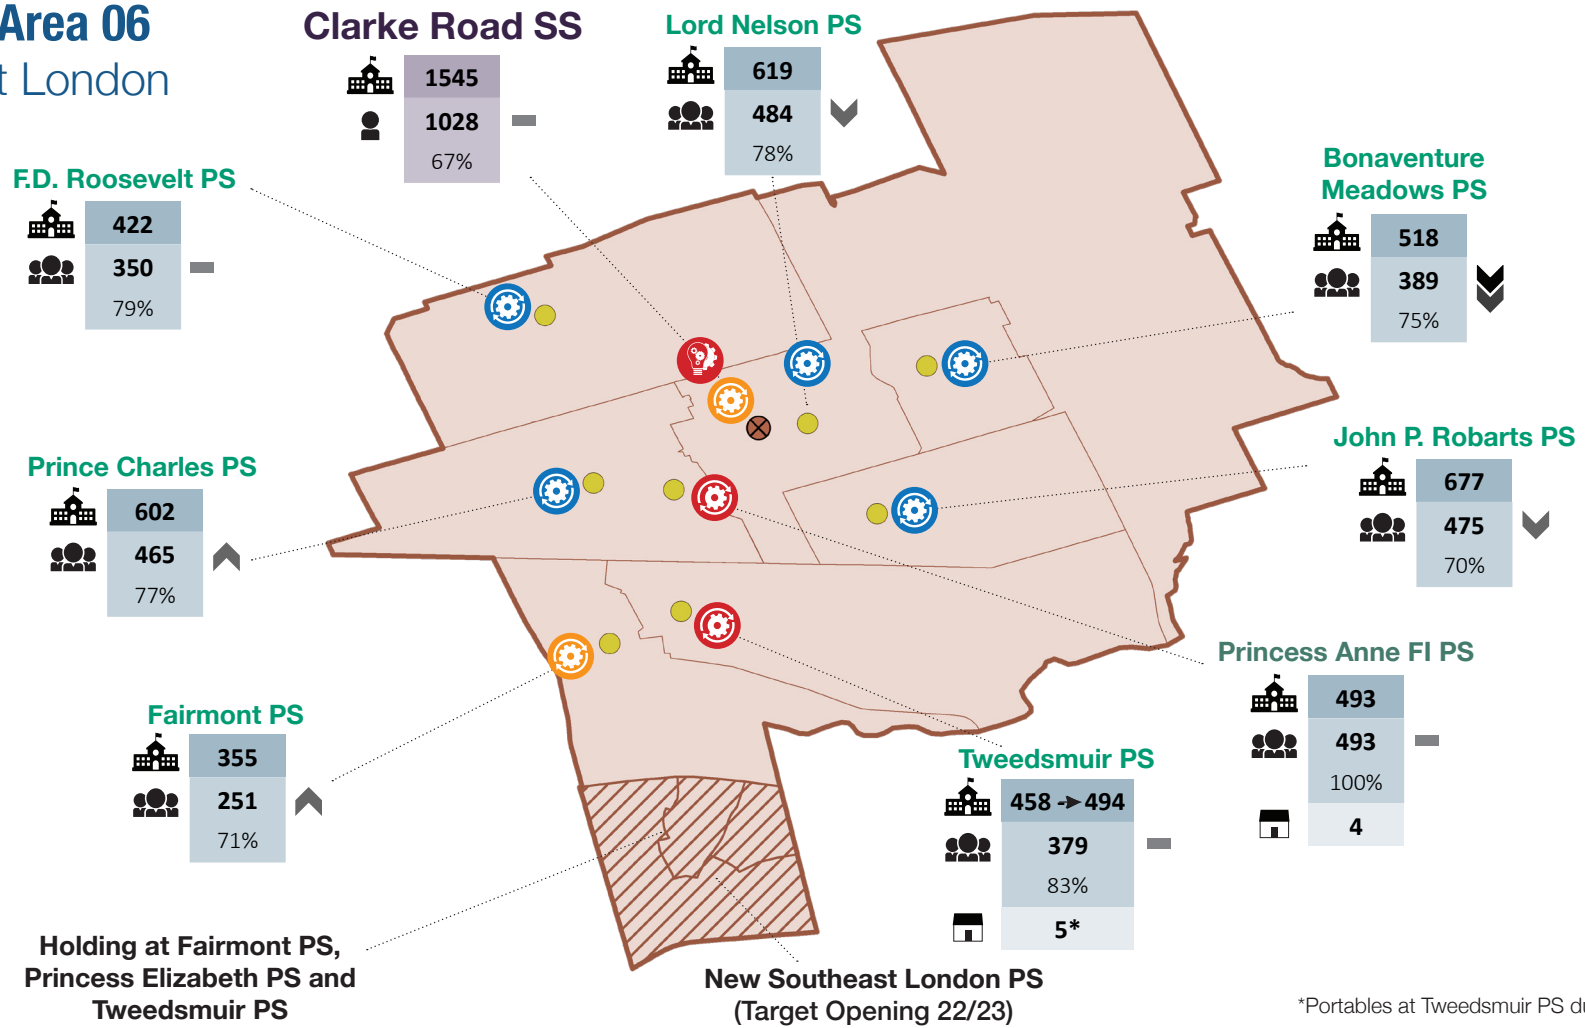 Area 06
t London
Clarke Road SS
1545
1028
67%
Lord Nelson PS
619
484
78%
F.D. Roosevelt PS
422
350
79%
Bonaventure
Meadows PS
518
389
75%
Prince Charles PS
602
465
77%
John P. Robarts PS
677
475
70%
Princess Anne FI PS
493
493
100%
4
Fairmont PS
355
251
71%
Tweedsmuir PS
458 → 494
379
83%
5*
Holding at Fairmont PS,
Princess Elizabeth PS and
Tweedsmuir PS
New Southeast London PS
(Target Opening 22/23)
*Portables at Tweedsmuir PS du